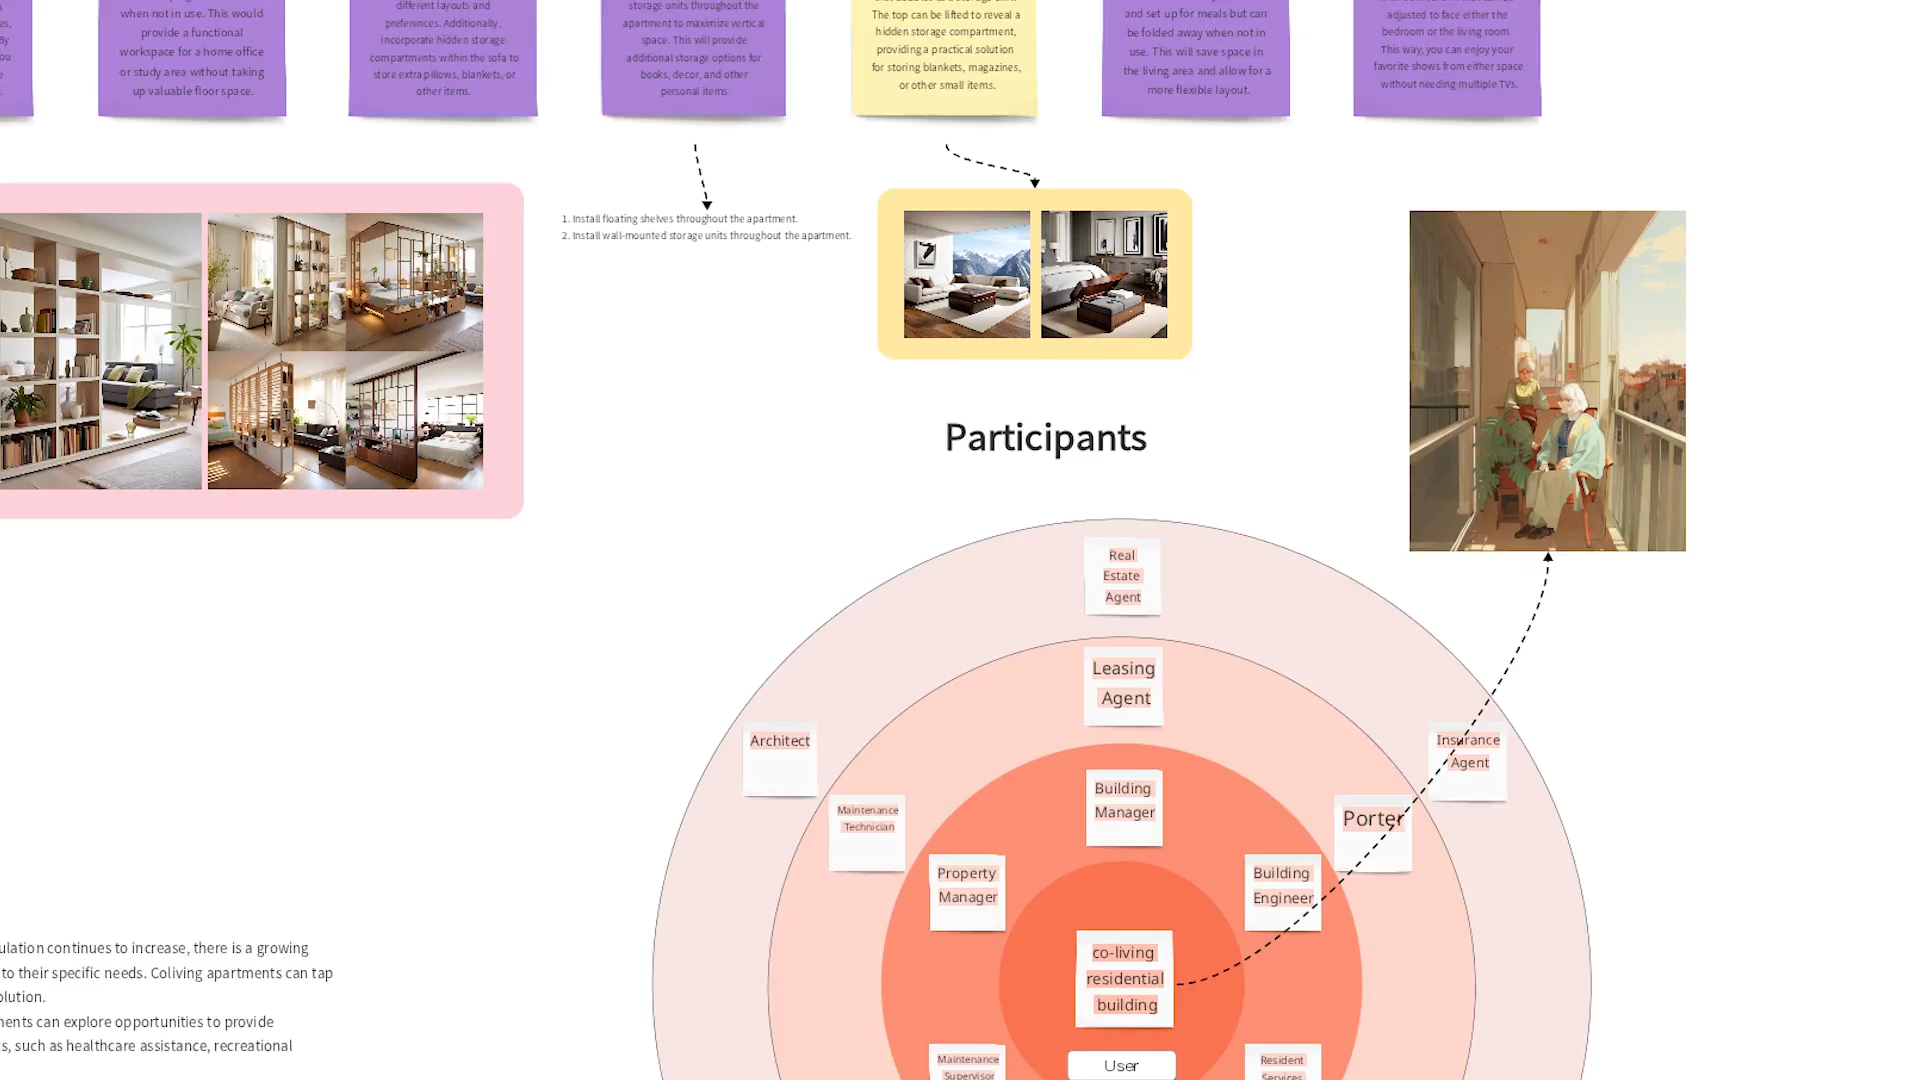 s,
By
ou
e
e.
when not in use. This would
provide a functional
workspace for a home office
or study area without taking
up valuable floor space.
different layouts and
preferences. Additionally,
incorporate hidden storage
compartments within the sofa to
store extra pillows, blankets, or
other items.
storage units throughout the
apartment to maximize vertical
space. This will provide
additional storage options for
books, decor, and other
personal items.
The top can be lifted to reveal a
hidden storage compartment,
providing a practical solution
for storing blankets, magazines,
or other small items.
and set up for meals but can
be folded away when not in
use. This will save space in
the living area and allow for a
more flexible layout.
adjusted to face either the
bedroom or the living room.
This way, you can enjoy your
favorite shows from either space
without needing multiple TVs.
1. Install floating shelves throughout the apartment.
2. Install wall-mounted storage units throughout the apartment.
Participants
Real
Estate
Agent
Leasing
Agent
Architect
Insurance
Agent
Building
Manager
Maintenance
Technician
Porter
Property
Manager
Building
Engineer
co-living
residential
building
User
Maintenance
Supervisor
Resident
Services
ulation continues to increase, there is a growing
to their specific needs. Coliving apartments can tap
olution.
nents can explore opportunities to provide
ts, such as healthcare assistance, recreational